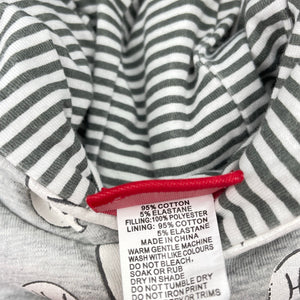 95% COTTON
5% ELASTANE
FILLING:100% POLYESTER
LINING: 95% COTTON
5% ELASTANE
MADE IN CHINA
WARM GENTLE MACHINE
WASH WITH LIKE COLOURS
DO NOT BLEACH,
SOAK OR RUB
DRY IN SHADE
DO NOT TUMBLE DRY
DO NOT IRON PRINT
OR TRIMS